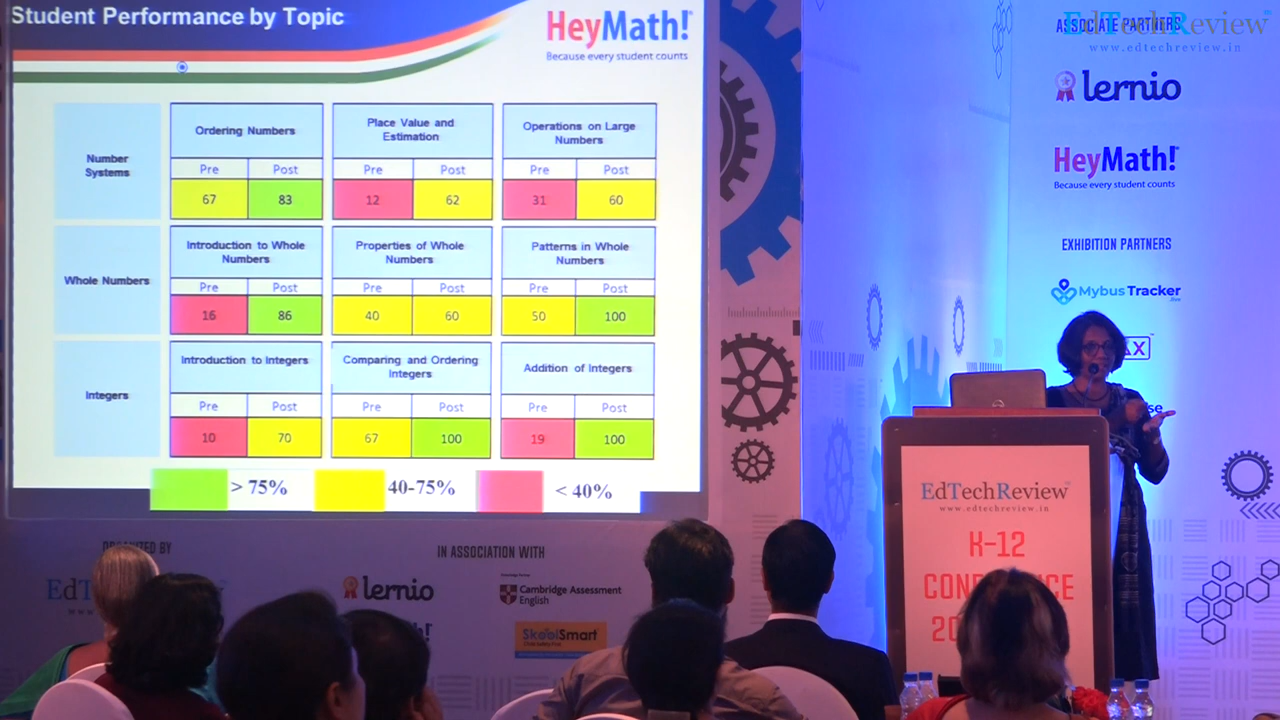 Student Performance by Topic
HeyMath!
Because every student counts
Number
Systems
Ordering Numbers
Pre Post
67 83
Place Value and
Estimation
Pre Post
12 62
Operations on Large
Numbers
Pre Post
31 60
Whole Numbers
Introduction to Whole
Numbers
Pre Post
16 86
Properties of Whole
Numbers
Pre Post
40 60
Patterns in Whole
Numbers
Pre Post
50 100
Integers
Introduction to Integers
Pre Post
10 70
Comparing and Ordering
Integers
Pre Post
67 100
Addition of Integers
Pre Post
19 100
> 75%
40-75%
< 40%
ASSOCIATE PARTNERS
EdTechReview
www.edtechreview.in
lernio
HeyMath!
Because every student counts
EXHIBITION PARTNERS
Mybus Tracker
EdTechReview
www.edtechreview.in
K-12
ORGANIZED BY
IN ASSOCIATION WITH
lernio
Cambridge Assessment
English
SkoolSmart